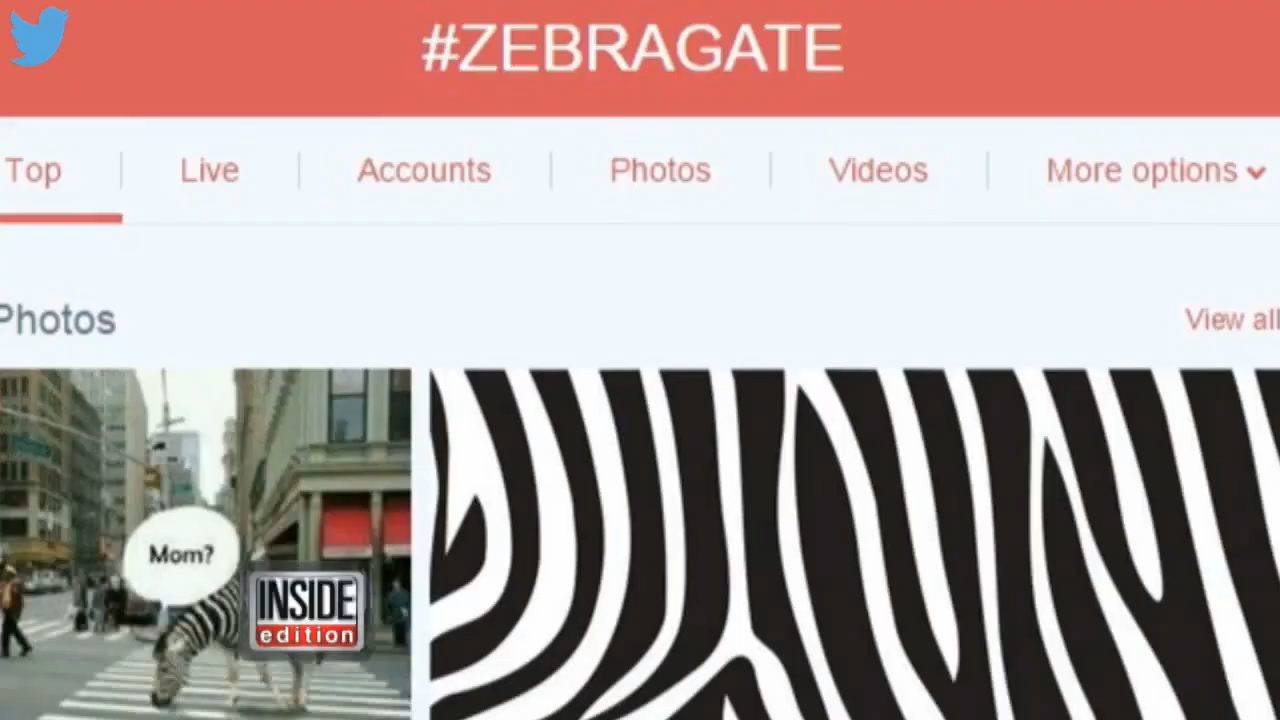 #ZEBRAGATE
Top
Live
Accounts
Photos
Videos
More options
Photos
View all
Mom?
INSIDE
edition